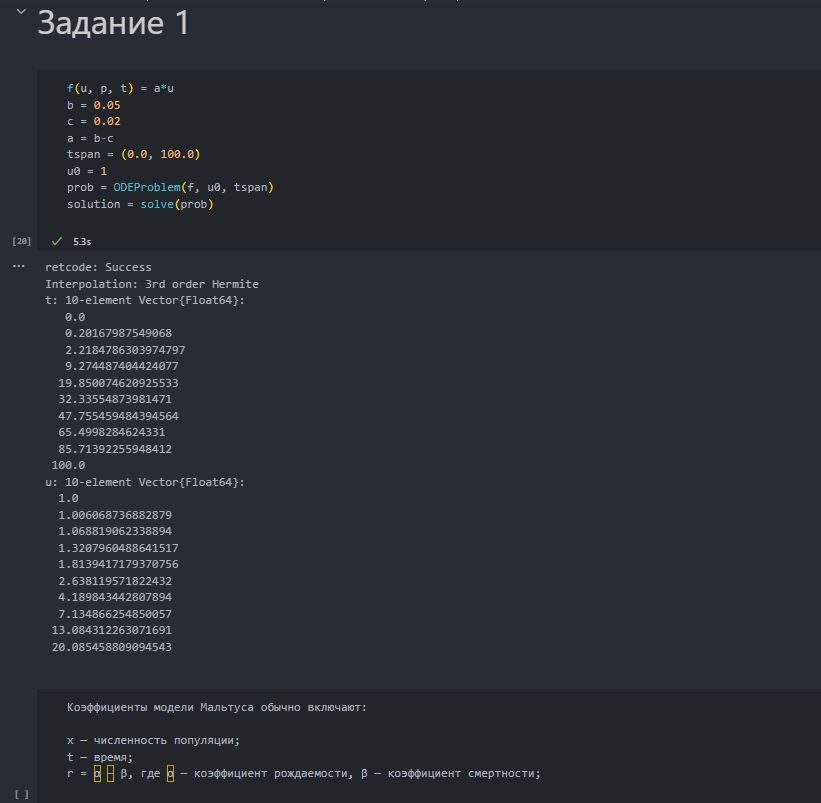 Задание 1
f(u, p, t) = a*u
b = 0.05
c = 0.02
a = b-c
tspan = (0.0, 100.0)
u0 = 1
prob = ODEProblem(f, u0, tspan)
solution = solve(prob)
[20]
5.3s
...
retcode: Success
Interpolation: 3rd order Hermite
t: 10-element Vector{Float64}:
0.0
0.20167987549068
2.2184786303974797
9.274487404424077
19.850074620925533
32.33554873981471
47.755459484394564
65.4998284624331
85.71392255948412
100.0
u: 10-element Vector{Float64}:
1.0
1.006068736882879
1.068819062338894
1.3207960488641517
1.8139417179370756
2.638119571822432
4.189843442807894
7.134866254850057
13.084312263071691
20.085458809094543
Коэффициенты модели Мальтуса обычно включают:
x – численность популяции;
t – время;
r = α – β, где α – коэффициент рождаемости, β – коэффициент смертности;
[ ]